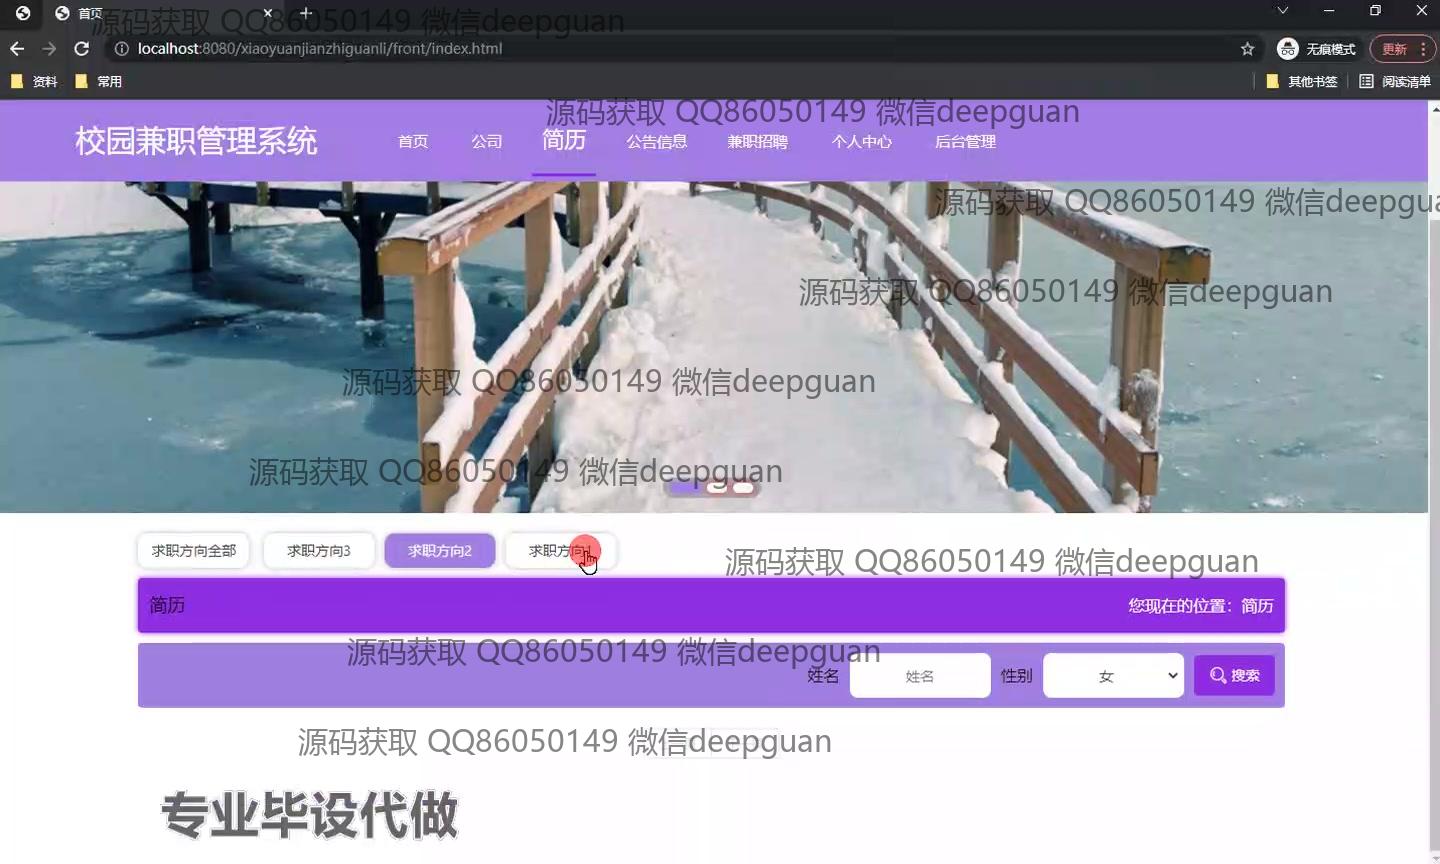 首页
源码获取 QQ86050149 微信deepguan
localhost:8080/xiaoyuanjianzhiguanli/front/index.html
无痕模式
更新
资料
常用
其他书签
阅读清单
源码获取 QQ86050149 微信deepguan
校园兼职管理系统
首页
公司
简历
公告信息
兼职招聘
个人中心
后台管理
源码获取 QQ86050149 微信deepgua
源码获取 QQ86050149 微信deepguan
源码获取 QQ86050149 微信deepguan
源码获取 QQ86050149 微信deepguan
求职方向全部
求职方向3
求职方向2
求职方向1
源码获取 QQ86050149 微信deepguan
简历
您现在的位置：简历
源码获取 QQ86050149 微信deepguan
姓名
姓名
性别
女
搜索
源码获取 QQ86050149 微信deepguan
专业毕设代做